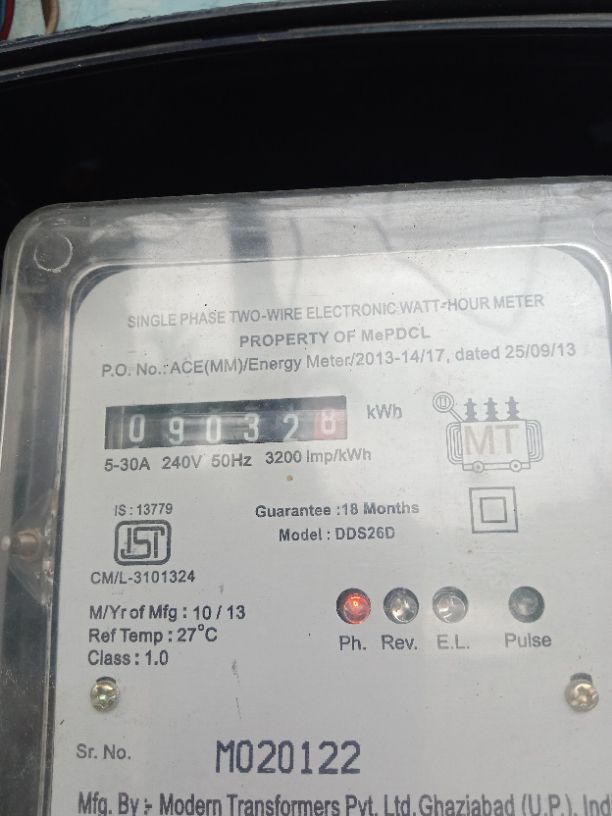 SINGLE PHASE TWO-WIRE ELECTRONIC WATT-HOUR METER
PROPERTY OF MePDCL
P.O. No.: ACE(MM)/Energy Meter/2013-14/17, dated 25/09/13
090328 kWh
5-30A 240V 50Hz 3200 Imp/kWh
MT
IS : 13779
Guarantee :18 Months
Model : DDS26D
ISI
CM/L-3101324
M/Yr of Mfg : 10 / 13
Ref Temp : 27°C
Class : 1.0
Ph. Rev. E.L. Pulse
Sr. No. M020122
Mfg. By :- Modern Transformers Pvt. Ltd. Ghaziabad (U.P.), Ind